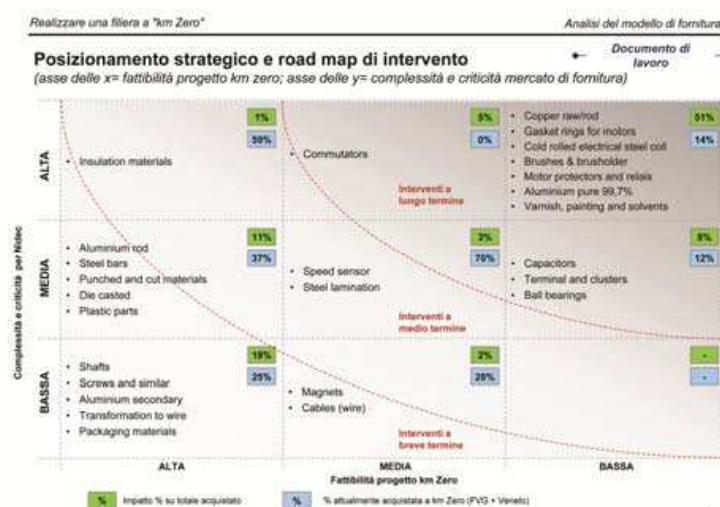 Realizzare una filiera a "km Zero"
Analisi del modello di fornitura
Posizionamento strategico e road map di intervento
Documento di
lavoro
(asse delle x= fattibilità progetto km zero; asse delle y= complessità e criticità mercato di fornitura)
Complessità e criticità per Nidec
ALTA
• Insulation materials
1%
59%
• Commutators
5%
0%
Interventi a
lungo termine
• Copper raw/rod
• Gasket rings for motors
• Cold rolled electrical steel coil
• Brushes & brusholder
• Motor protectors and relais
• Aluminium pure 99,7%
• Varnish, painting and solvents
51%
14%
MEDIA
• Aluminium rod
• Steel bars
• Punched and cut materials
• Die casted
• Plastic parts
11%
37%
• Speed sensor
• Steel lamination
3%
70%
Interventi a
medio termine
• Capacitors
• Terminal and clusters
• Ball bearings
12%
BASSA
• Shafts
• Screws and similar
• Aluminium secondary
• Transformation to wire
• Packaging materials
25%
• Magnets
• Cables (wire)
2%
28%
Interventi a
breve termine
-
-
ALTA
MEDIA
BASSA
Fattibilità progetto km Zero
% Impatto % su totale acquistato
% % attualmente acquistata a km Zero (FVG + Veneto)